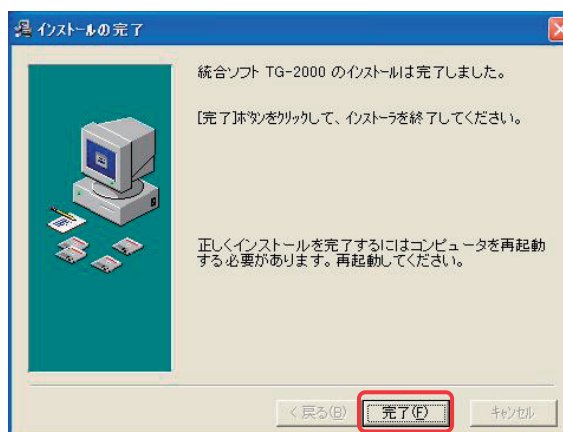 インストールの完了
統合ソフト TG-2000 のインストールは完了しました。
[完了]ボタンをクリックして、インストーラを終了してください。
正しくインストールを完了するにはコンピュータを再起動
する必要があります。再起動してください。
< 戻る(B) 完了(F) キャンセル